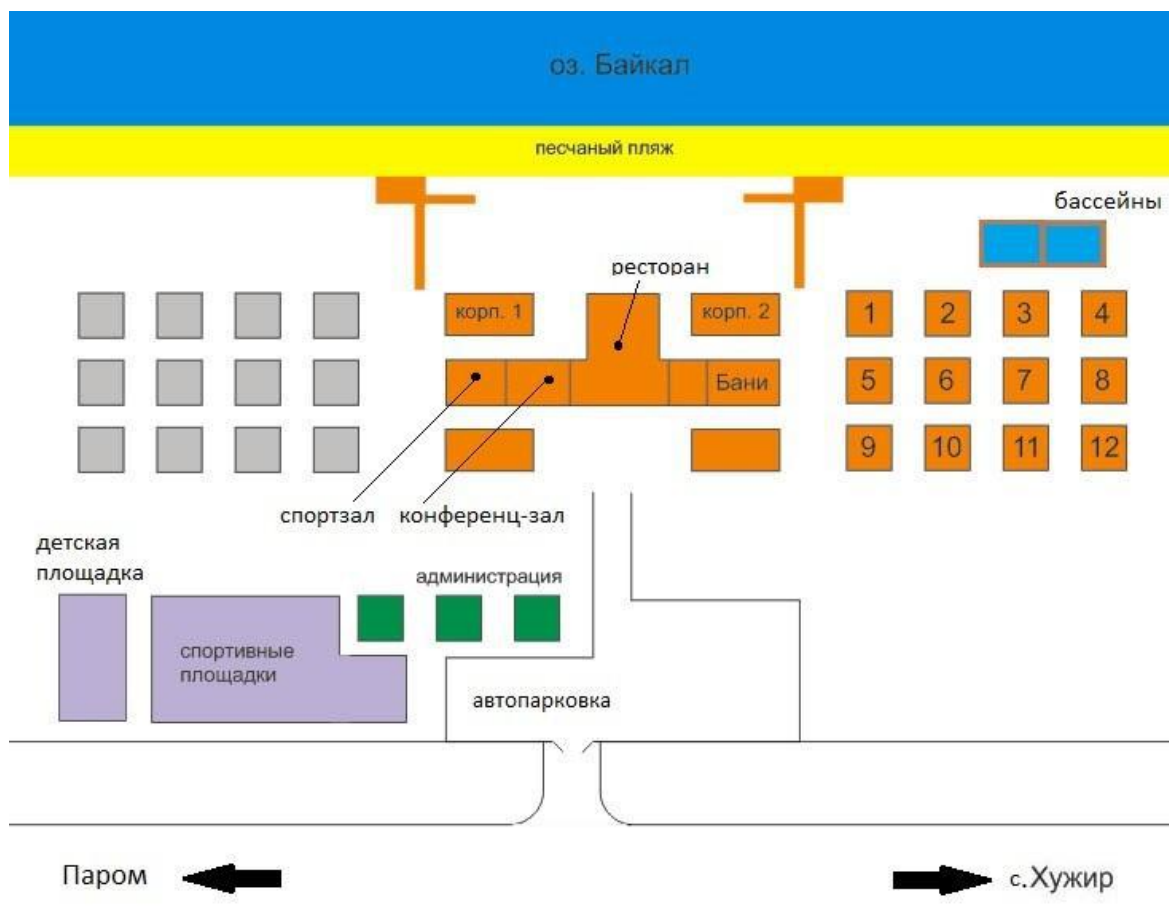 оз. Байкал
песчаный пляж
бассейны
ресторан
корп. 1
корп. 2
1 2 3 4
Бани
5 6 7 8
9 10 11 12
спортзал
конференц-зал
детская
площадка
администрация
спортивные
площадки
автопарковка
Паром
с.Хужир